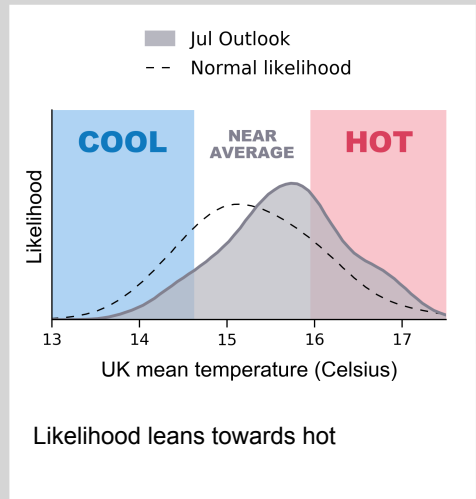 Jul Outlook
Normal likelihood
COOL
NEAR
AVERAGE
HOT
Likelihood
13 14 15 16 17
UK mean temperature (Celsius)
Likelihood leans towards hot